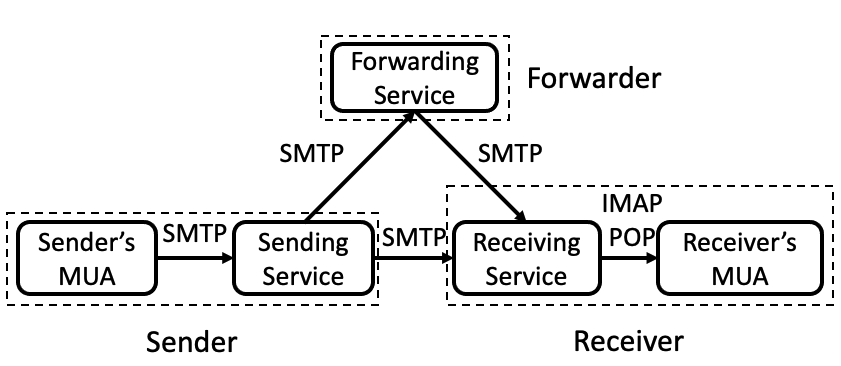 Forwarding
Service
Forwarder
SMTP
SMTP
Sender's
MUA
SMTP
Sending
Service
SMTP
Receiving
Service
IMAP
POP
Receiver's
MUA
Sender
Receiver